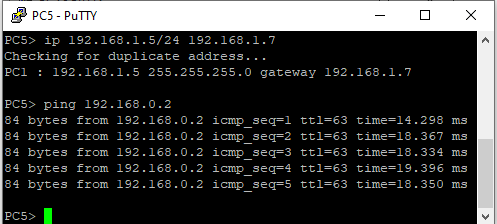 PC5 - PuTTY
PC5> ip 192.168.1.5/24 192.168.1.7
Checking for duplicate address...
PC1 : 192.168.1.5 255.255.255.0 gateway 192.168.1.7
PC5> ping 192.168.0.2
84 bytes from 192.168.0.2 icmp_seq=1 ttl=63 time=14.298 ms
84 bytes from 192.168.0.2 icmp_seq=2 ttl=63 time=18.367 ms
84 bytes from 192.168.0.2 icmp_seq=3 ttl=63 time=18.334 ms
84 bytes from 192.168.0.2 icmp_seq=4 ttl=63 time=19.396 ms
84 bytes from 192.168.0.2 icmp_seq=5 ttl=63 time=18.350 ms
PC5>